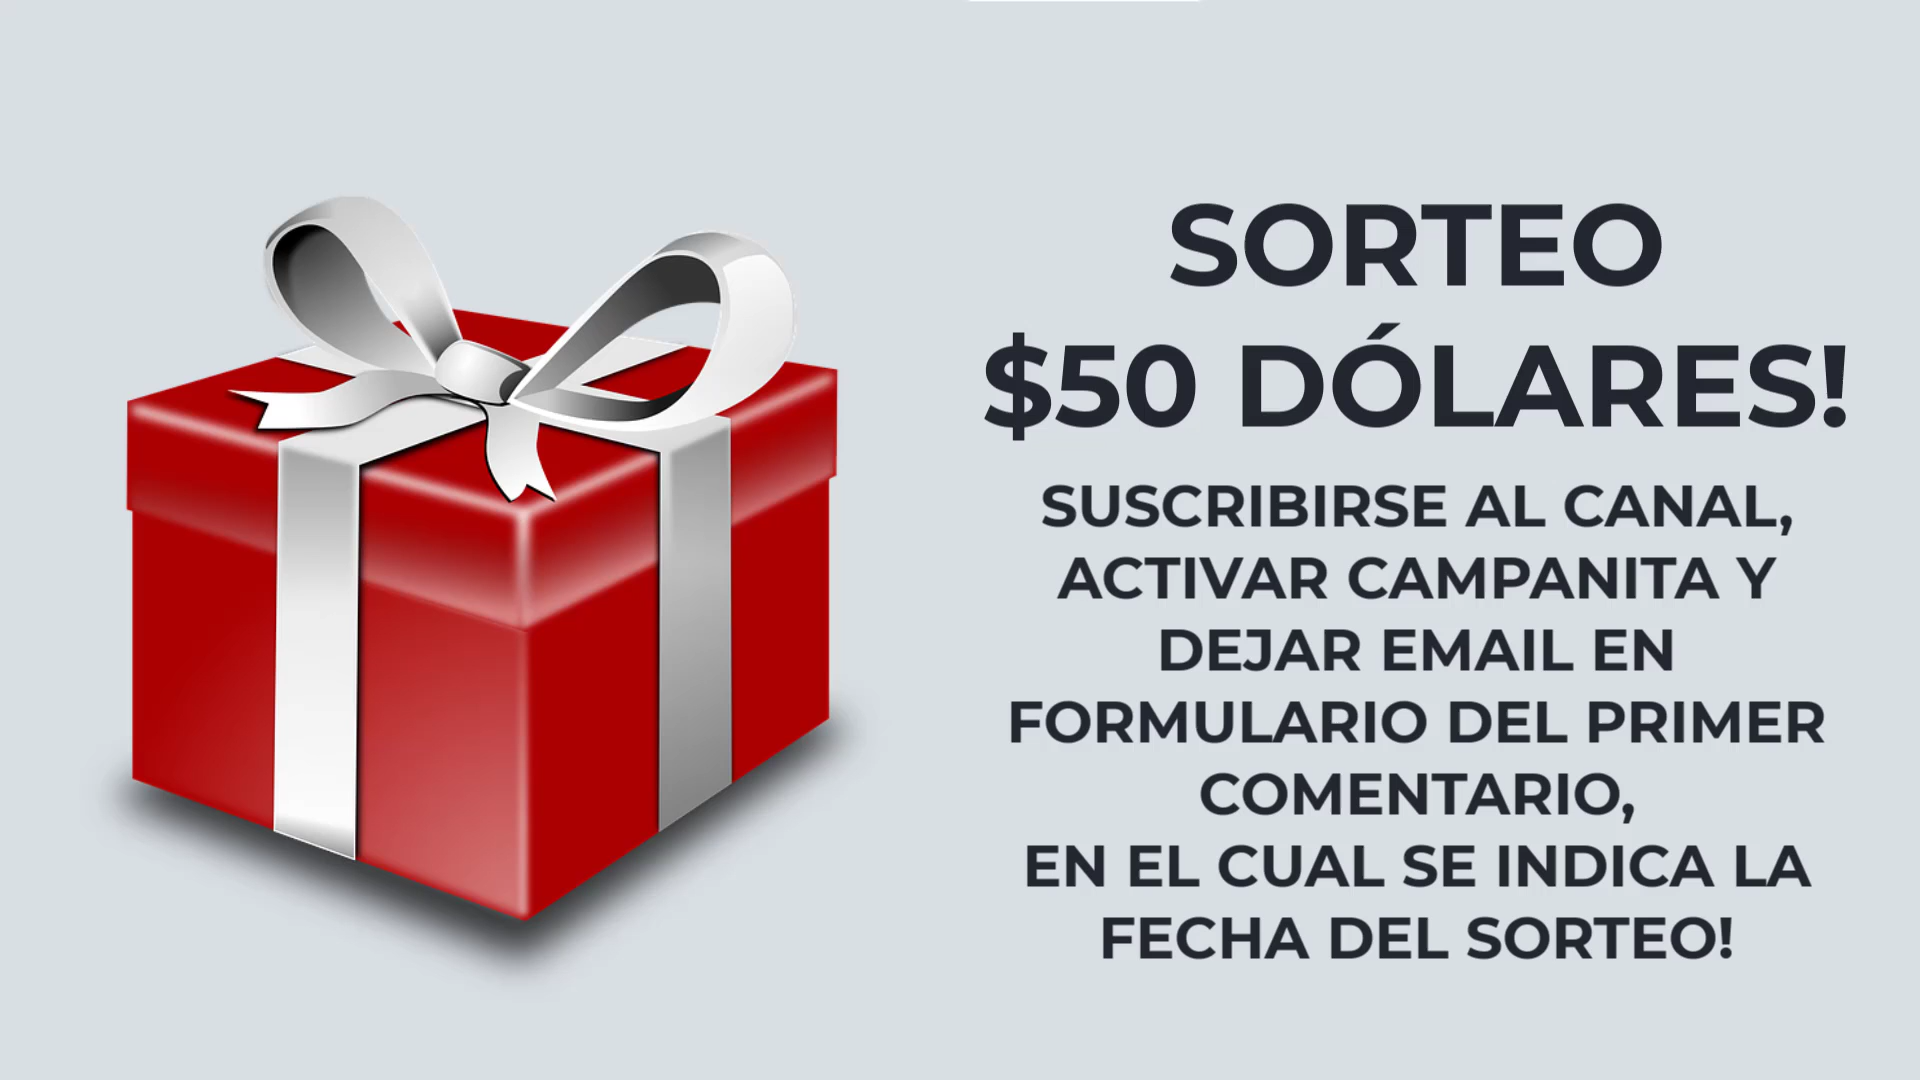 SORTEO
$50 DÓLARES!
SUSCRIBIRSE AL CANAL,
ACTIVAR CAMPANITA Y
DEJAR EMAIL EN
FORMULARIO DEL PRIMER
COMENTARIO,
EN EL CUAL SE INDICA LA
FECHA DEL SORTEO!